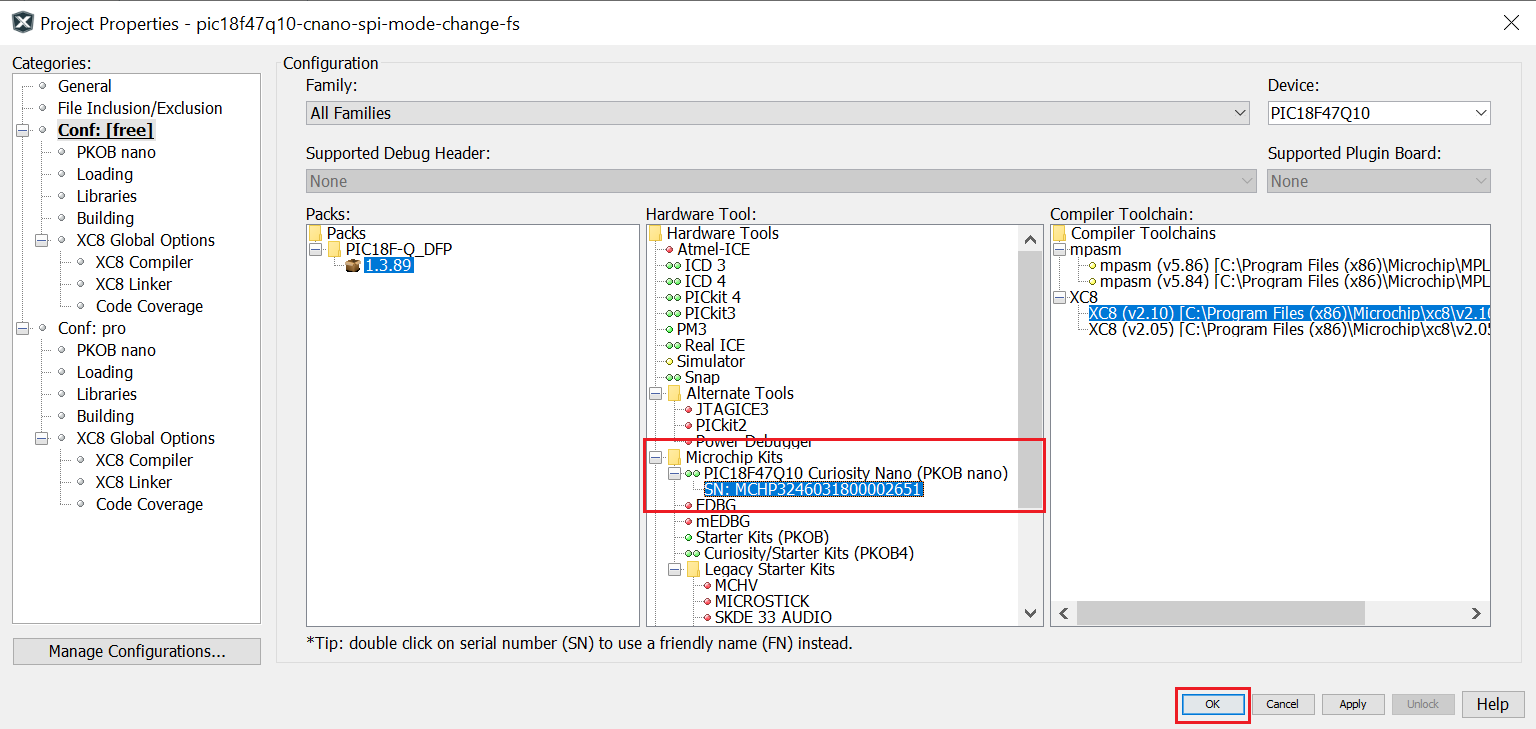 Project Properties - pic18f47q10-cnano-spi-mode-change-fs
Categories:
General
File Inclusion/Exclusion
Conf: [free]
PKOB nano
Loading
Libraries
Building
XC8 Global Options
XC8 Compiler
XC8 Linker
Code Coverage
Conf: pro
PKOB nano
Loading
Libraries
Building
XC8 Global Options
XC8 Compiler
XC8 Linker
Code Coverage
Manage Configurations...
Configuration
Family:
All Families
Device:
PIC18F47Q10
Supported Debug Header:
None
Supported Plugin Board:
None
Packs:
Packs
PIC18F-Q_DFP
1.3.89
Hardware Tool:
Hardware Tools
Atmel-ICE
ICD 3
ICD 4
PICkit 4
PICkit3
PM3
Real ICE
Simulator
Snap
Alternate Tools
JTAGICE3
PICkit2
Power Debugger
Microchip Kits
PIC18F47Q10 Curiosity Nano (PKOB nano)
SN: MCHP3246031800002651
EDBG
mEDBG
Starter Kits (PKOB)
Curiosity/Starter Kits (PKOB4)
Legacy Starter Kits
MCHV
MICROSTICK
SKDE 33 AUDIO
Compiler Toolchain:
Compiler Toolchains
mpasm
mpasm (v5.86) [C:\Program Files (x86)\Microchip\MPL
mpasm (v5.84) [C:\Program Files (x86)\Microchip\MPL
XC8
XC8 (v2.10) [C:\Program Files (x86)\Microchip\xc8\v2.10
XC8 (v2.05) [C:\Program Files (x86)\Microchip\xc8\v2.05
*Tip: double click on serial number (SN) to use a friendly name (FN) instead.
OK
Cancel
Apply
Unlock
Help